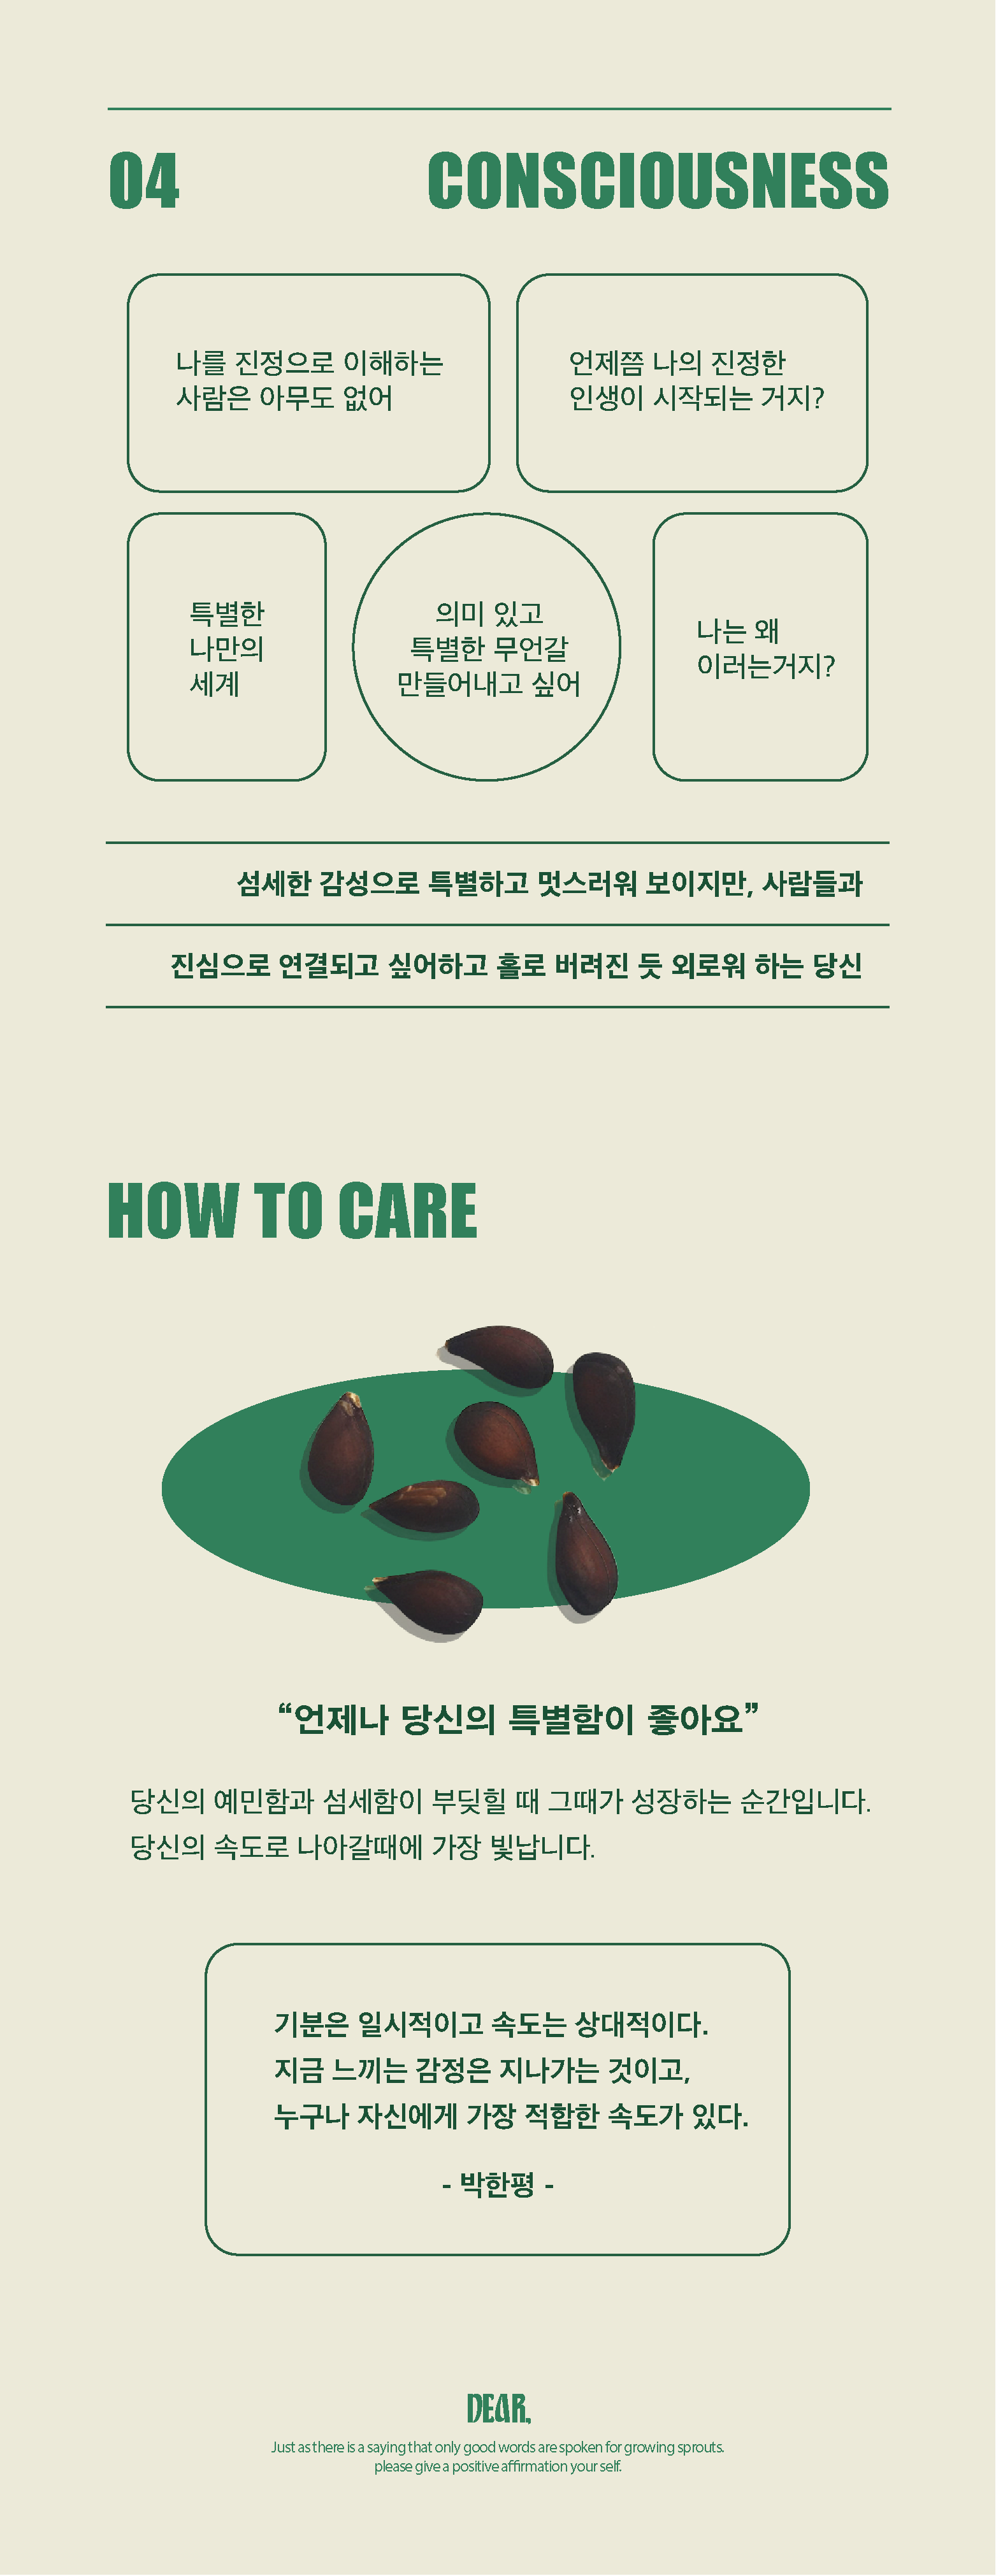 04 CONSCIOUSNESS
나를 진정으로 이해하는
사람은 아무도 없어
언제쯤 나의 진정한
인생이 시작되는 거지?
특별한
나만의
세계
의미 있고
특별한 무언갈
만들어내고 싶어
나는 왜
이러는거지?
섬세한 감성으로 특별하고 멋스러워 보이지만, 사람들과
진심으로 연결되고 싶어하고 홀로 버려진 듯 외로워 하는 당신
HOW TO CARE
“언제나 당신의 특별함이 좋아요”
당신의 예민함과 섬세함이 부딪힐 때 그때가 성장하는 순간입니다.
당신의 속도로 나아갈때에 가장 빛납니다.
기분은 일시적이고 속도는 상대적이다.
지금 느끼는 감정은 지나가는 것이고,
누구나 자신에게 가장 적합한 속도가 있다.
- 박한평 -
DEAR,
Just as there is a saying that only good words are spoken for growing sprouts.
please give a positive affirmation your self.